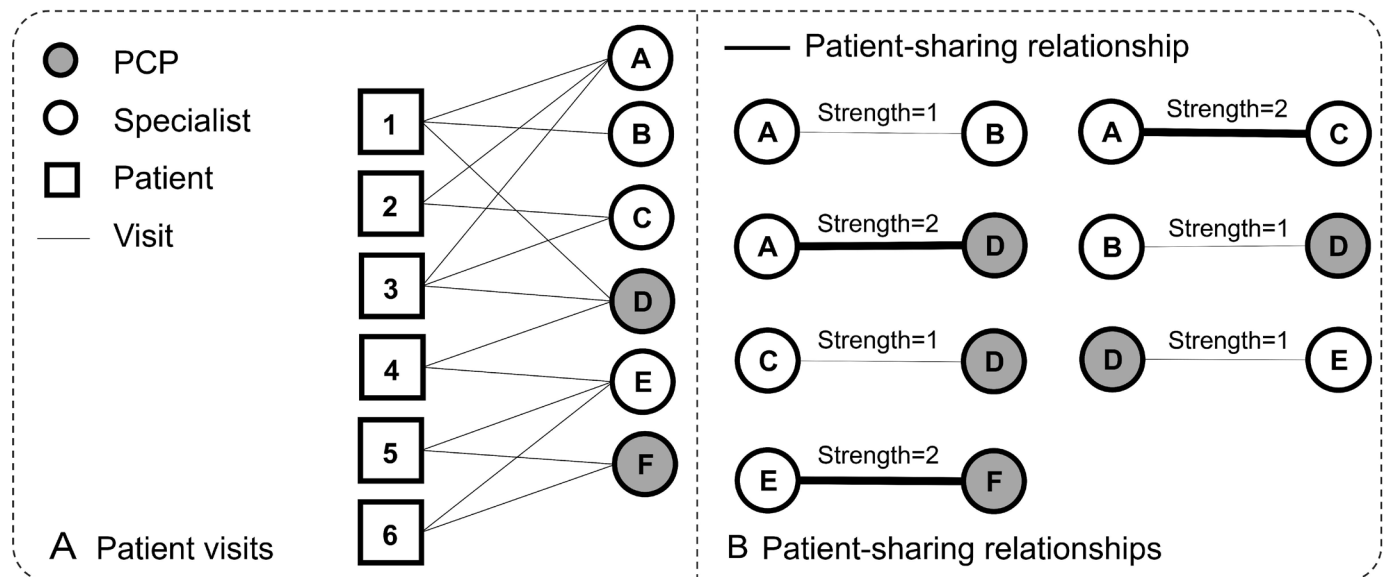 PCP
Specialist
Patient
Visit
1
2
3
4
5
6
A
B
C
D
E
F
A Patient visits
Patient-sharing relationship
A Strength=1 B
A Strength=2 C
A Strength=2 D
B Strength=1 D
C Strength=1 D
D Strength=1 E
E Strength=2 F
B Patient-sharing relationships